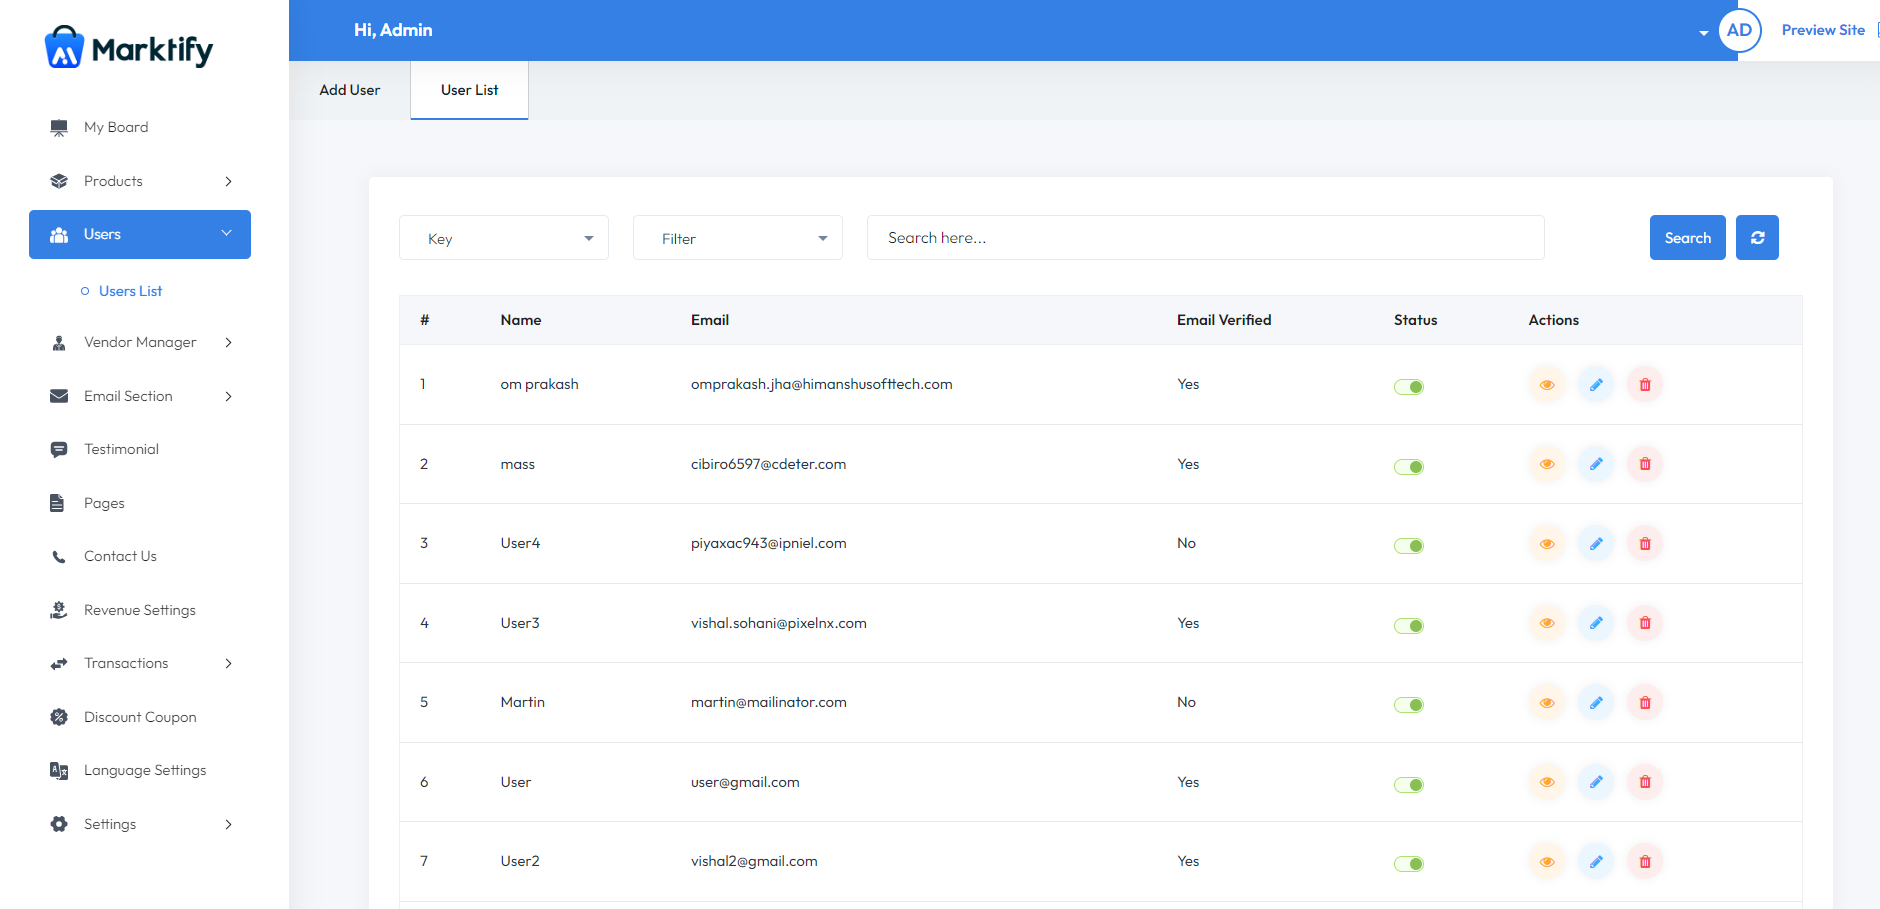 Marktify
Hi, Admin
AD
Preview Site
My Board
Products
Users
Users List
Vendor Manager
Email Section
Testimonial
Pages
Contact Us
Revenue Settings
Transactions
Discount Coupon
Language Settings
Settings
Add User
User List
Key
Filter
Search here...
Search
# Name Email Email Verified Status Actions
1 om prakash omprakash.jha@himanshusofttech.com Yes
2 mass cibiro6597@cdeter.com Yes
3 User4 piyaxac943@ipniel.com No
4 User3 vishal.sohani@pixelnx.com Yes
5 Martin martin@mailinator.com No
6 User user@gmail.com Yes
7 User2 vishal2@gmail.com Yes